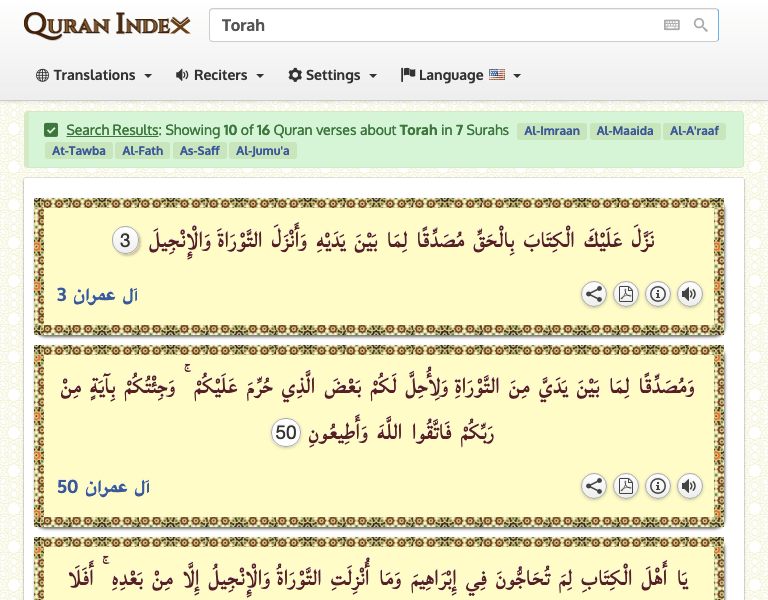 QURAN INDEX
Torah
Translations
Reciters
Settings
Language
Search Results: Showing 10 of 16 Quran verses about Torah in 7 Surahs Al-Imraan Al-Maaida Al-A'raaf
At-Tawba Al-Fath As-Saff Al-Jumu'a
نَزَّلَ عَلَيْكَ الْكِتَابَ بِالْحَقِّ مُصَدِّقًا لِمَا بَيْنَ يَدَيْهِ وَأَنْزَلَ التَّوْرَاةَ وَالْإِنْجِيلَ 3
آل عمران 3
وَمُصَدِّقًا لِمَا بَيْنَ يَدَيَّ مِنَ التَّوْرَاةِ وَلِأُحِلَّ لَكُمْ بَعْضَ الَّذِي حُرِّمَ عَلَيْكُمْ ۚ وَجِئْتُكُمْ بِآيَةٍ مِنْ
رَبِّكُمْ فَاتَّقُوا اللَّهَ وَأَطِيعُونِ 50
آل عمران 50
يَا أَهْلَ الْكِتَابِ لِمَ تُحَاجُّونَ فِي إِبْرَاهِيمَ وَمَا أُنْزِلَتِ التَّوْرَاةُ وَالْإِنْجِيلُ إِلَّا مِنْ بَعْدِهِ ۚ أَفَلَا